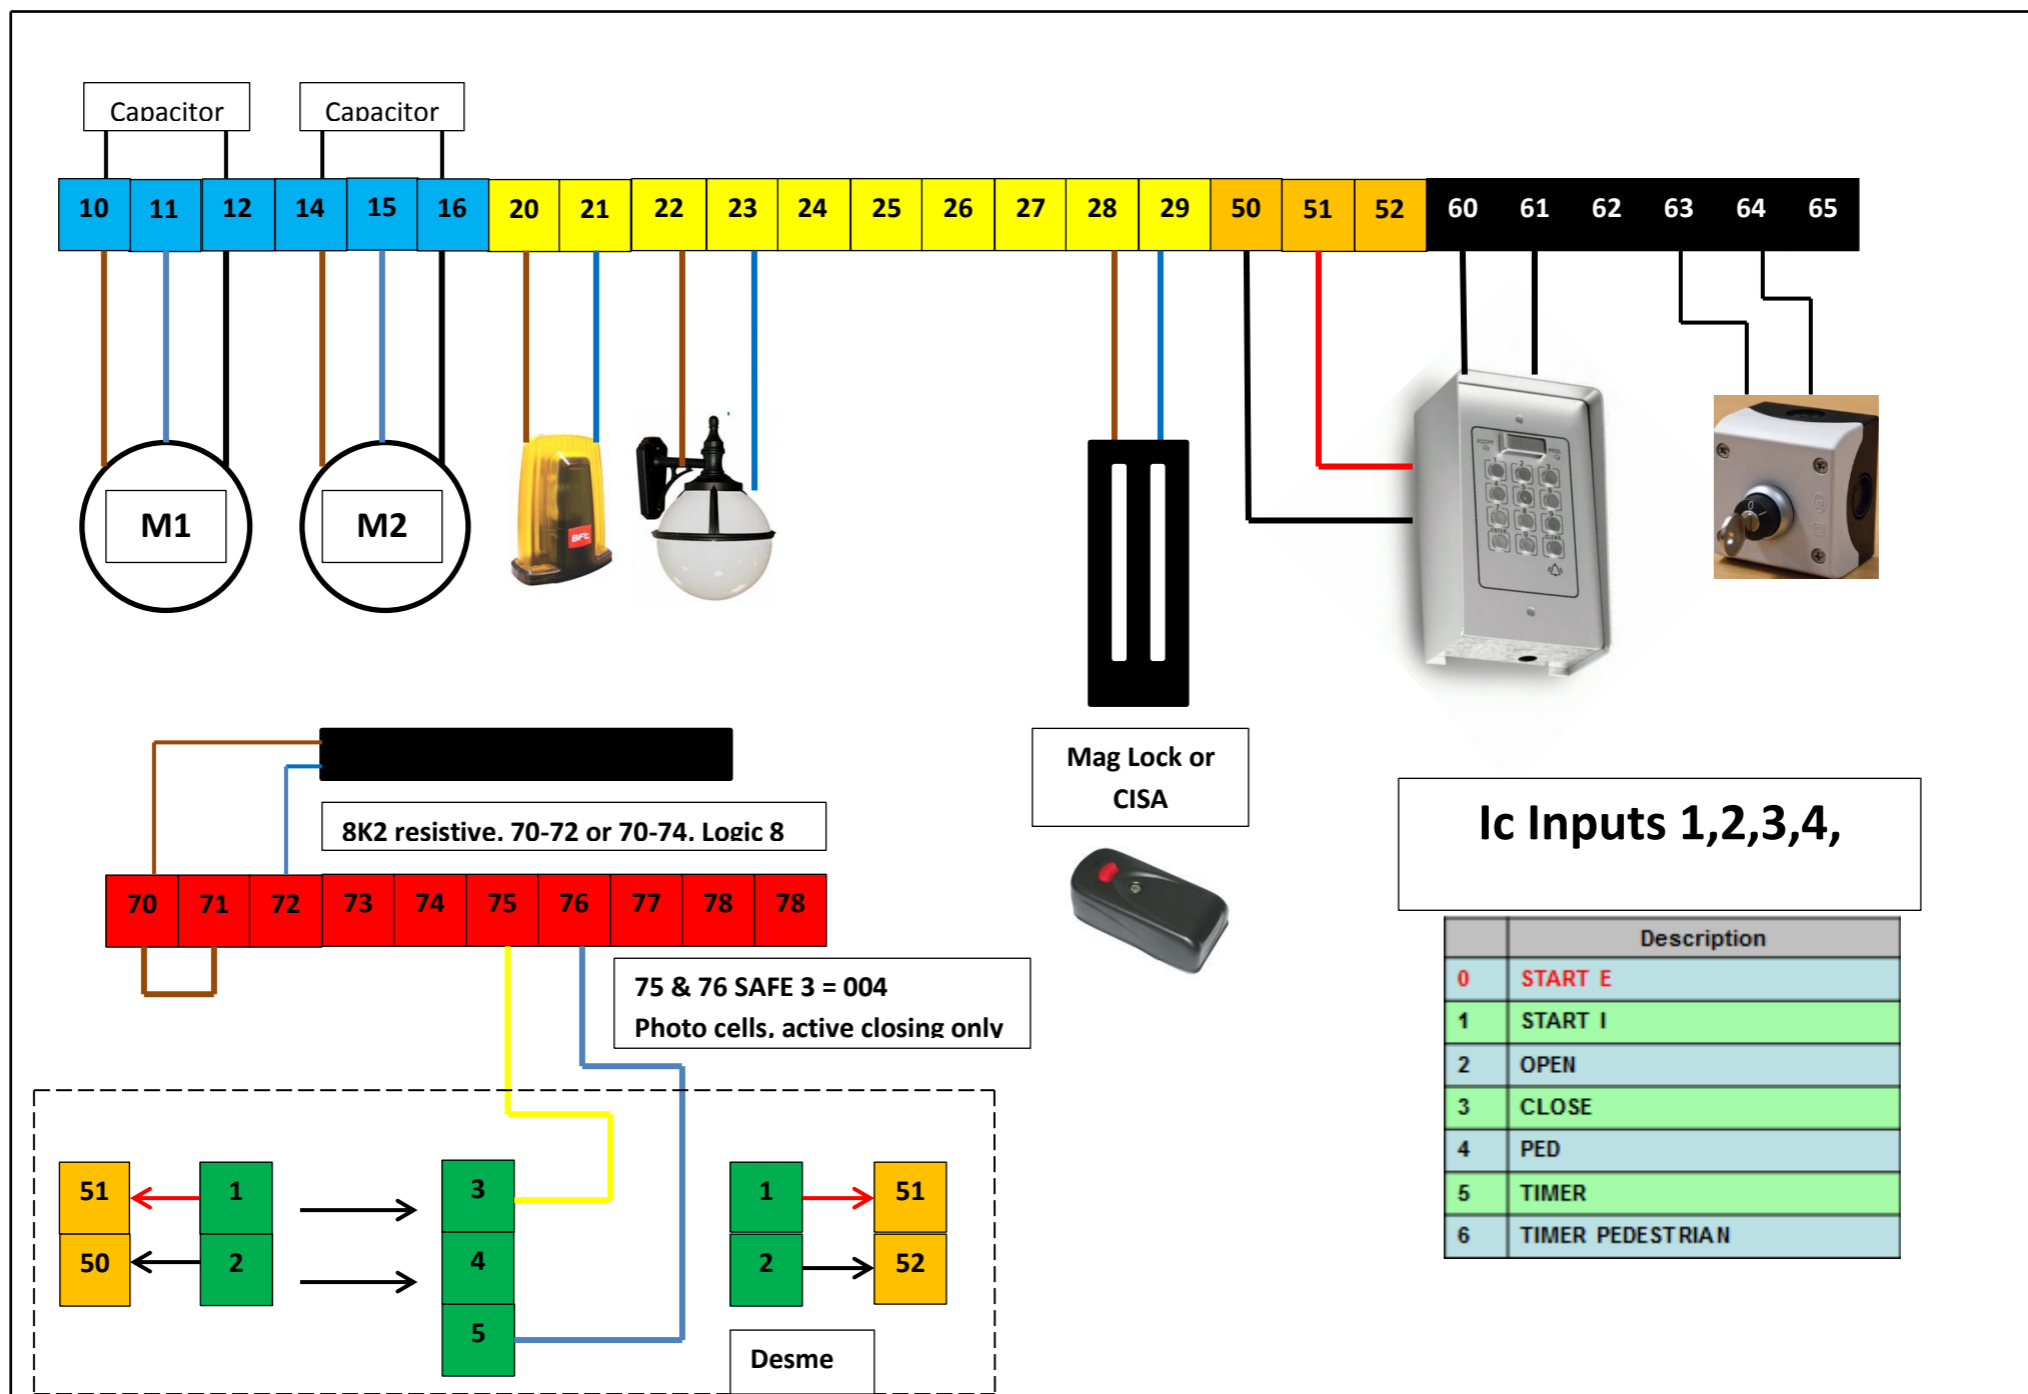 Capacitor Capacitor
10 11 12 14 15 16 20 21 22 23 24 25 26 27 28 29 50 51 52 60 61 62 63 64 65
M1 M2
BFt
Mag Lock or
CISA
8K2 resistive. 70-72 or 70-74. Logic 8
70 71 72 73 74 75 76 77 78 78
75 & 76 SAFE 3 = 004
Photo cells, active closing only
51 1 3 1 51
50 2 4 2 52
5
Desme
Ic Inputs 1,2,3,4,
Description
0 START E
1 START I
2 OPEN
3 CLOSE
4 PED
5 TIMER
6 TIMER PEDESTRIAN